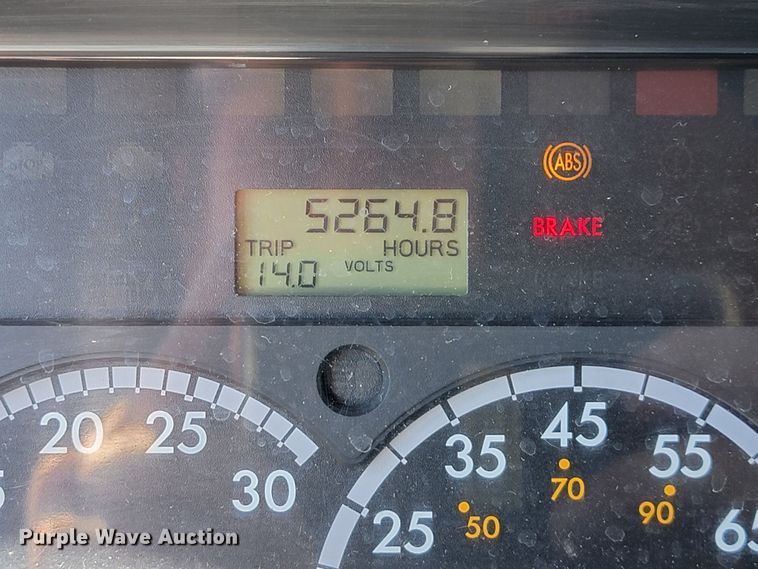 ABS
5264.8
BRAKE
TRIP HOURS
14.0 VOLTS
20 25 30
25 35 45 55 65
50 70 90
Purple Wave Auction